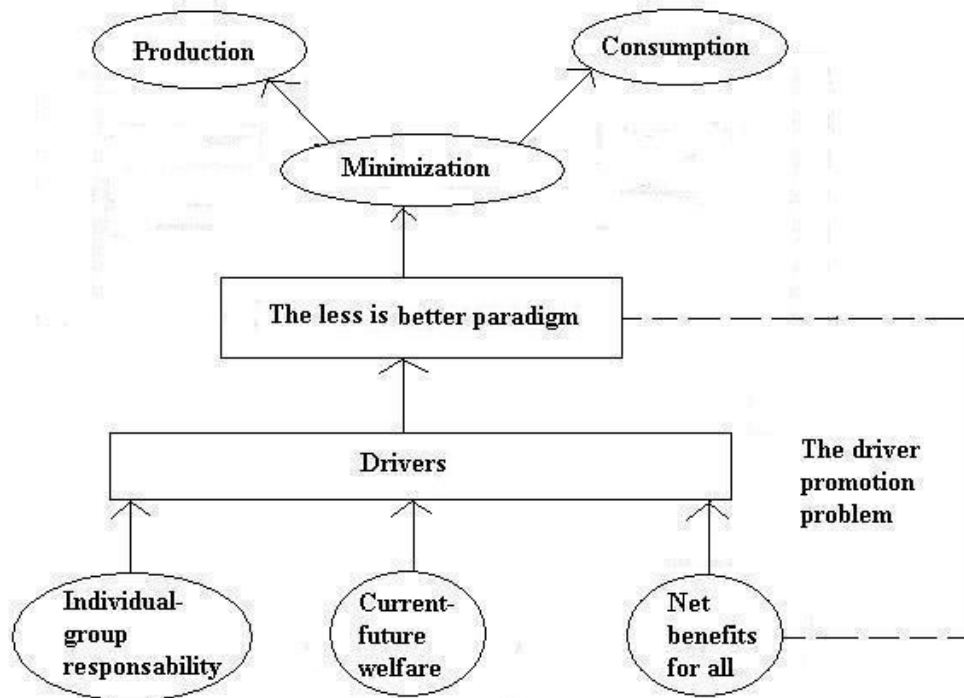 Production
Consumption
Minimization
The less is better paradigm
Drivers
The driver
promotion
problem
Individual-
group
responsability
Current-
future
welfare
Net
benefits
for all